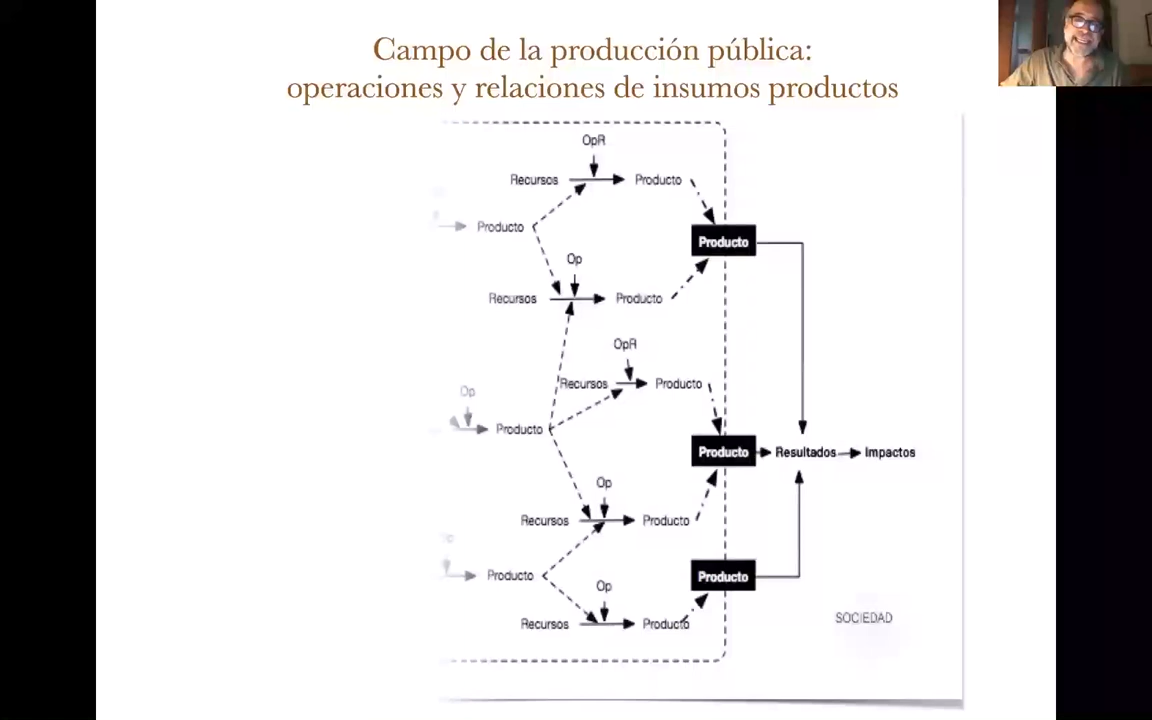 Campo de la producción pública:
operaciones y relaciones de insumos productos
OpR
Recursos Producto
Producto
Producto
Op
Recursos Producto
OpR
Recursos Producto
Op
Producto
Producto Resultados Impactos
Op
Recursos Producto
Producto
Producto
Op
Recursos Producto
SOCIEDAD